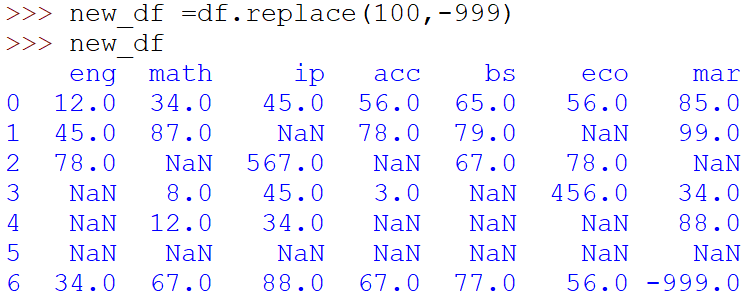 >>> new_df =df.replace(100,-999)
>>> new_df
    eng  math     ip   acc    bs    eco    mar
0  12.0  34.0   45.0  56.0  65.0   56.0   85.0
1  45.0  87.0    NaN  78.0  79.0    NaN   99.0
2  78.0   NaN  567.0   NaN  67.0   78.0    NaN
3   NaN   8.0   45.0   3.0   NaN  456.0   34.0
4   NaN  12.0   34.0   NaN   NaN    NaN   88.0
5   NaN   NaN    NaN   NaN   NaN    NaN    NaN
6  34.0  67.0   88.0  67.0  77.0   56.0 -999.0